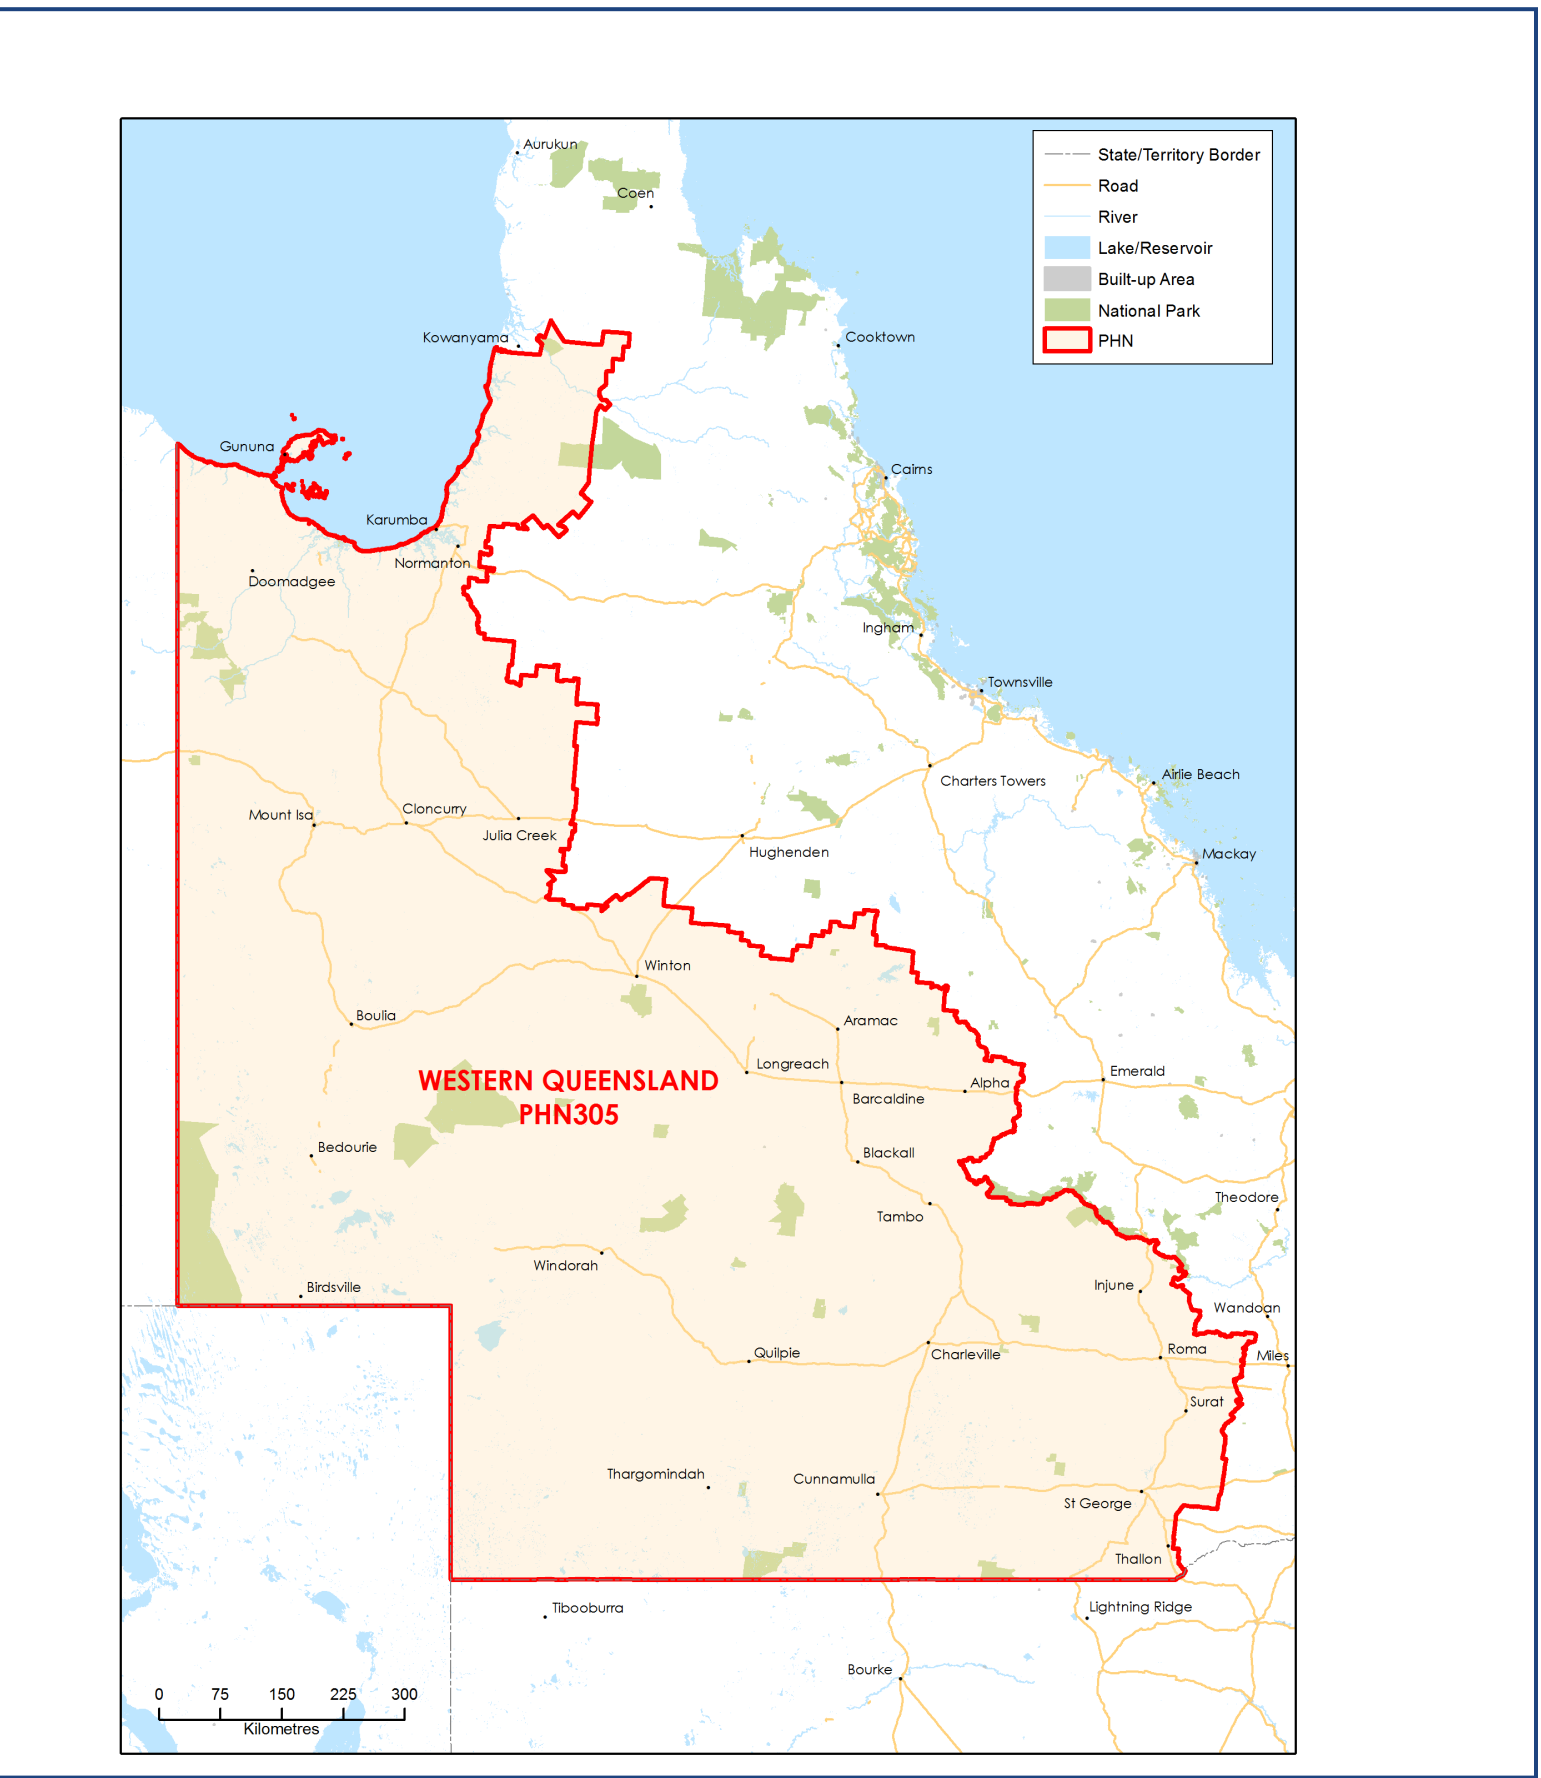 Aurukun
State/Territory Border
Road
Coen
River
Lake/Reservoir
Built-up Area
National Park
PHN
Kowanyama
Cooktown
Gununa
Cairns
Karumba
Normanton
Doomadgee
Ingham
Townsville
Airlie Beach
Charters Towers
Mount Isa
Cloncurry
Julia Creek
Hughenden
Mackay
Winton
Boulia
Aramac
Longreach
Emerald
WESTERN QUEENSLAND
PHN305
Alpha
Barcaldine
Bedourie
Blackall
Theodore
Tambo
Windorah
Birdsville
Injune
Wandoan
Quilpie
Charleville
Roma
Miles
Surat
Thargomindah
Cunnamulla
St George
Thallon
Tibooburra
Lightning Ridge
Bourke
0 75 150 225 300
Kilometres